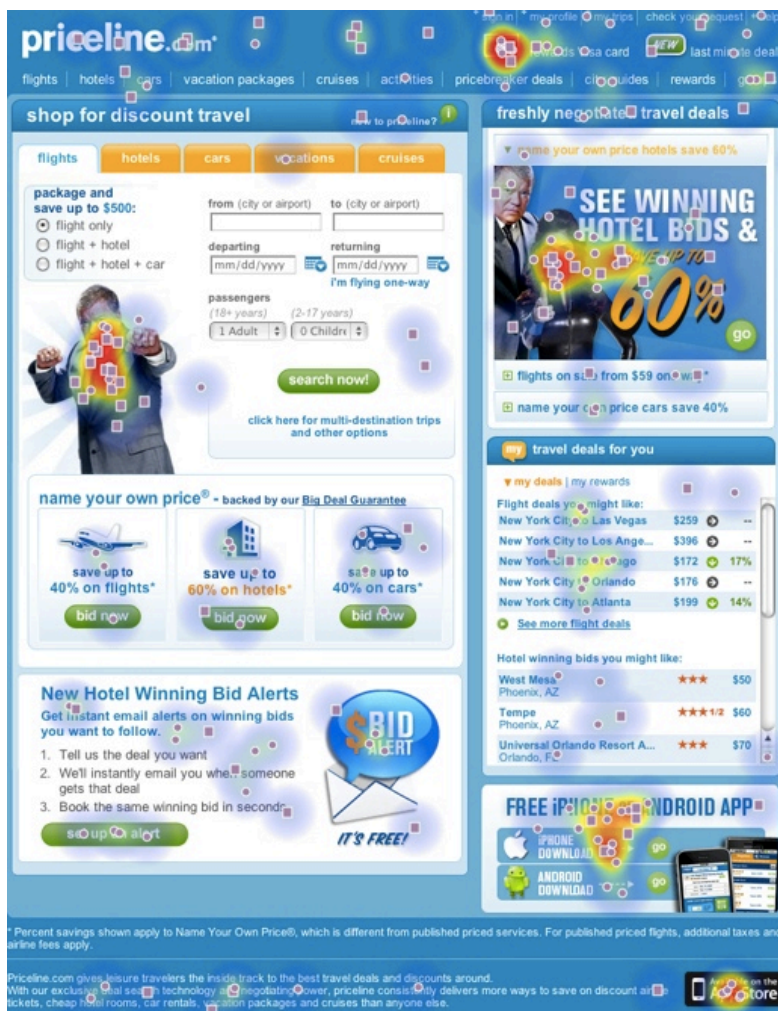 priceline.com®
sign in | my profile my trips | check your request | help
rewards visa card NEW last minute deals
flights | hotels | cars | vacation packages | cruises | activities | pricebreaker deals | city guides | rewards
shop for discount travel
new to priceline? i
flights hotels cars vacations cruises
package and
save up to $500:
flight only
flight + hotel
flight + hotel + car
from (city or airport) to (city or airport)
departing returning
mm/dd/yyyy mm/dd/yyyy
i'm flying one-way
passengers
(18+ years) (2-17 years)
1 Adult 0 Childre
search now!
click here for multi-destination trips
and other options
name your own price® - backed by our Big Deal Guarantee
save up to
40% on flights*
bid now
save up to
60% on hotels*
bid now
save up to
40% on cars*
bid now
New Hotel Winning Bid Alerts
Get instant email alerts on winning bids
you want to follow.
1. Tell us the deal you want
2. We'll instantly email you when someone
gets that deal
3. Book the same winning bid in seconds
set up an alert
$BID
ALERT
IT'S FREE!
freshly negotiated travel deals
name your own price hotels save 60%
SEE WINNING
HOTEL BIDS &
SAVE UP TO
60%
go
flights on sale from $59 one way*
name your own price cars save 40%
my travel deals for you
my deals | my rewards
Flight deals you might like:
New York City to Las Vegas $259 --
New York City to Los Ange... $396 --
New York City to Chicago $172 17%
New York City to Orlando $176 --
New York City to Atlanta $199 14%
See more flight deals
Hotel winning bids you might like:
West Mesa ★★★ $50
Phoenix, AZ
Tempe ★★★1/2 $60
Phoenix, AZ
Universal Orlando Resort A... ★★★ $70
Orlando, FL
FREE iPHONE ANDROID APP
iPHONE
DOWNLOAD go
ANDROID
DOWNLOAD go
* Percent savings shown apply to Name Your Own Price®, which is different from published priced services. For published priced flights, additional taxes and
airline fees apply.
Priceline.com gives leisure travelers the inside track to the best travel deals and discounts around.
With our exclusive dual search technology and negotiating power, priceline consistently delivers more ways to save on discount airline
tickets, cheap hotel rooms, car rentals, vacation packages and cruises than anyone else.
Available on the
App Store